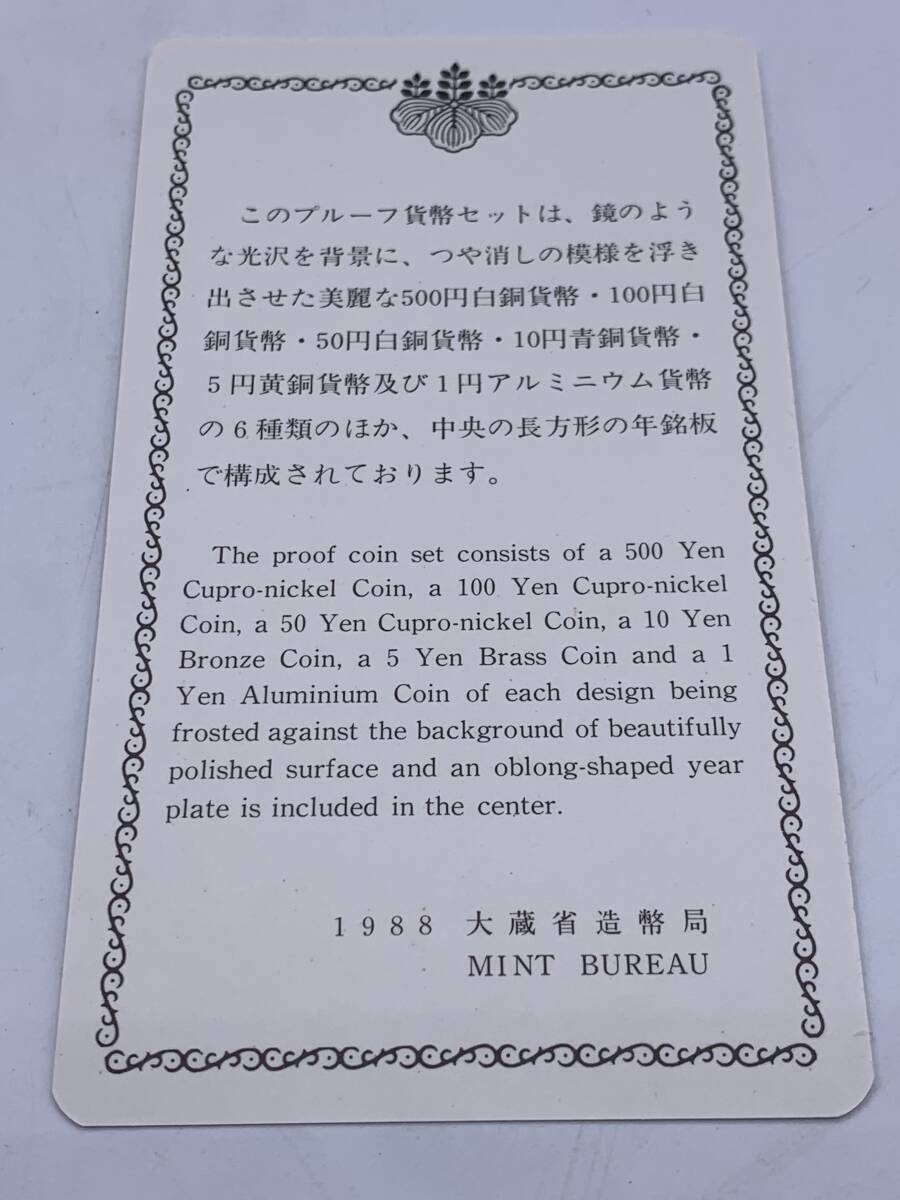 このプルーフ貨幣セットは、鏡のよう
な光沢を背景に、つや消しの模様を浮き
出させた美麗な500円白銅貨幣・100円白
銅貨幣・50円白銅貨幣・10円青銅貨幣・
5円黄銅貨幣及び1円アルミニウム貨幣
の6種類のほか、中央の長方形の年銘板
で構成されております。
The proof coin set consists of a 500 Yen
Cupro-nickel Coin, a 100 Yen Cupro-nickel
Coin, a 50 Yen Cupro-nickel Coin, a 10 Yen
Bronze Coin, a 5 Yen Brass Coin and a 1
Yen Aluminium Coin of each design being
frosted against the background of beautifully
polished surface and an oblong-shaped year
plate is included in the center.
1988 大蔵省造幣局
MINT BUREAU